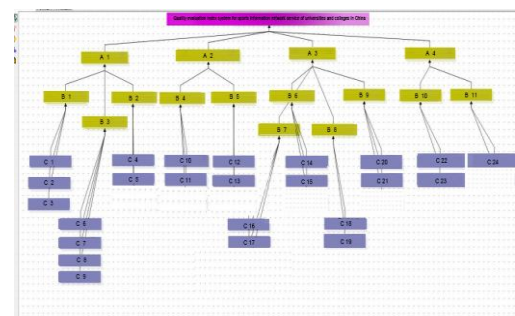 Quality evaluation index system for sports information network service of universities and colleges in China
A 1 A 2 A 3 A 4
B 1 B 2 B 4 B 5 B 6 B 9 B 10 B 11
B 3 B 7 B 8
C 1 C 4 C 10 C 12 C 14 C 20 C 22 C 24
C 2 C 5 C 11 C 13 C 15 C 21 C 23
C 3
C 6 C 16 C 18
C 7 C 17 C 19
C 8
C 9